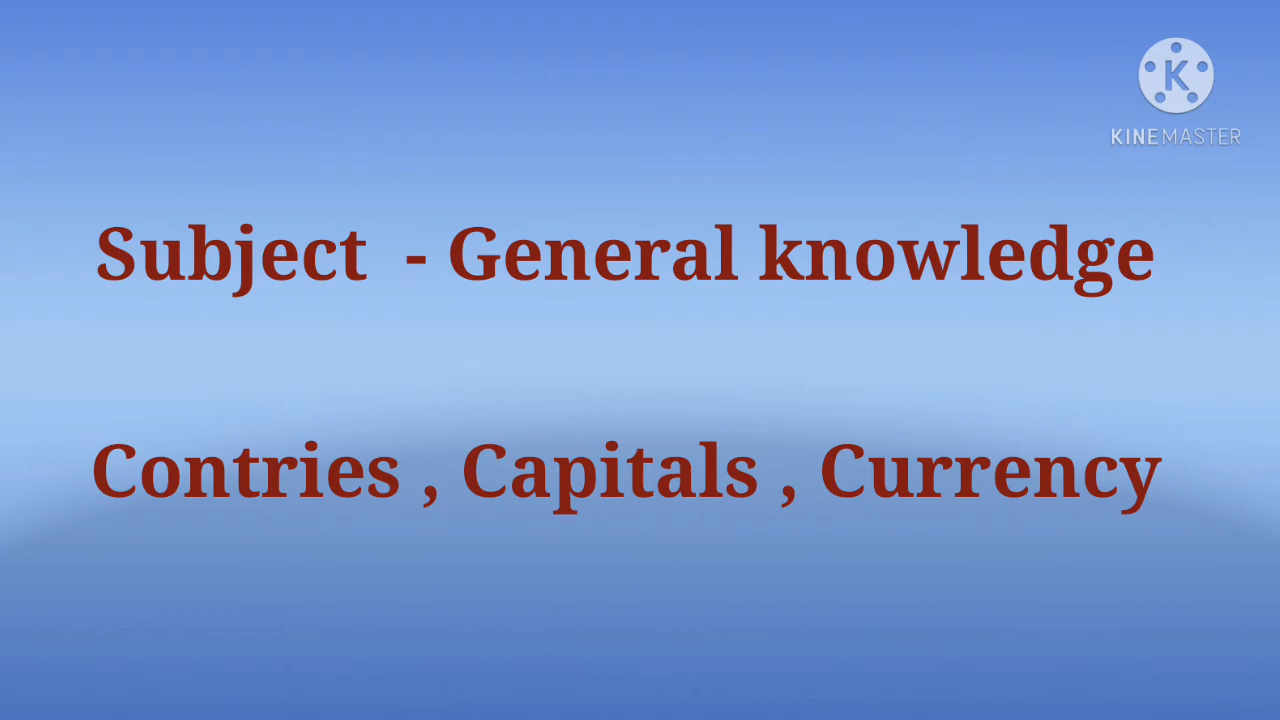 K
KINEMASTER
Subject - General knowledge
Contries , Capitals , Currency